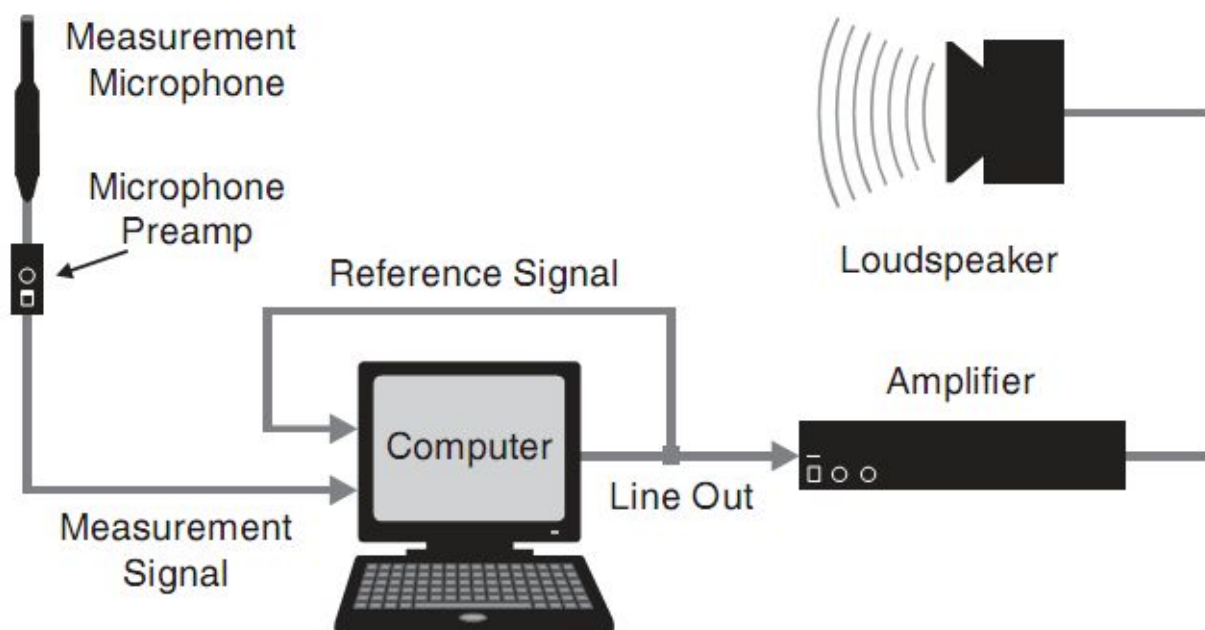 Measurement
Microphone
Microphone
Preamp
Reference Signal
Loudspeaker
Amplifier
Computer
Line Out
Measurement
Signal